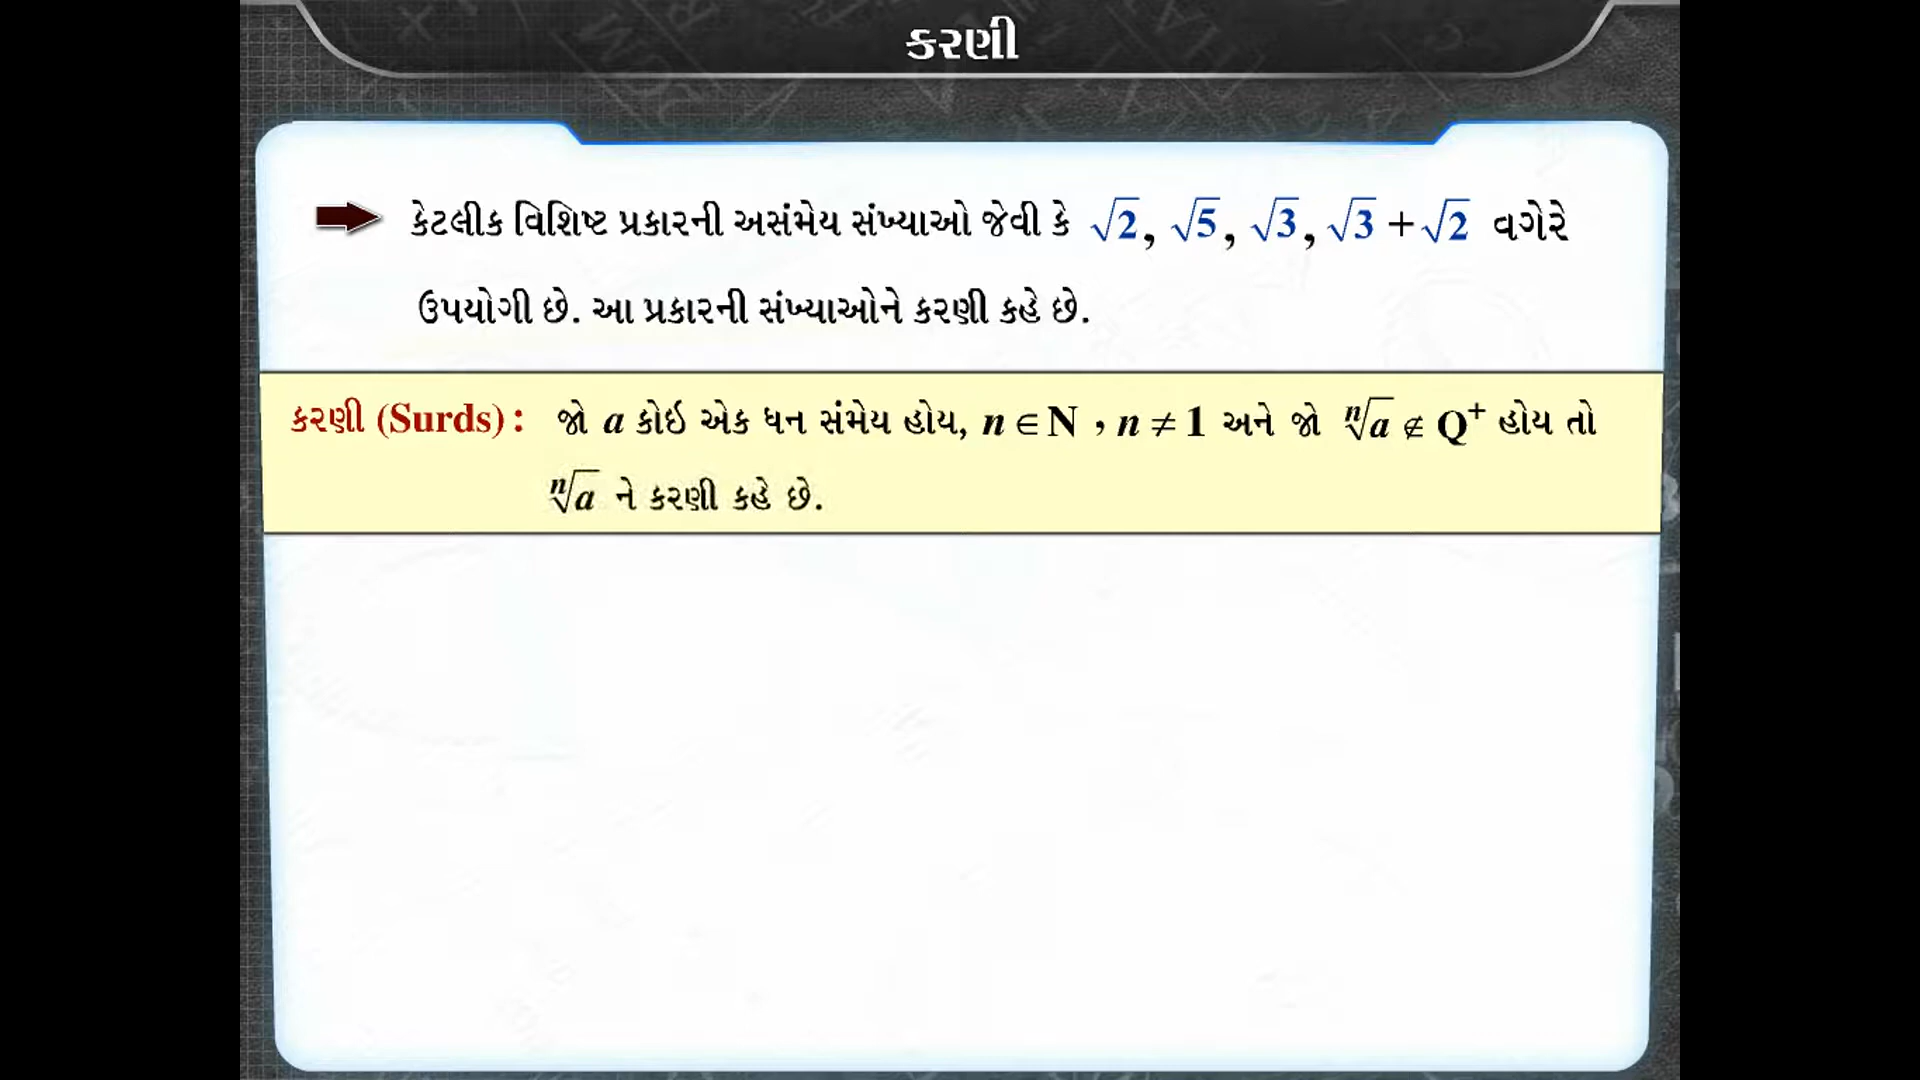 કરણી
કેટલીક વિશિષ્ટ પ્રકારની અસંમેય સંખ્યાઓ જેવી કે √2, √5, √3, √3 + √2 વગેરે
ઉપયોગી છે. આ પ્રકારની સંખ્યાઓને કરણી કહે છે.
કરણી (Surds) : જો a કોઇ એક ધન સંમેય હોય, n ∈ N , n ≠ 1 અને જો ⁿ√a ∉ Q⁺ હોય તો
ⁿ√a ને કરણી કહે છે.